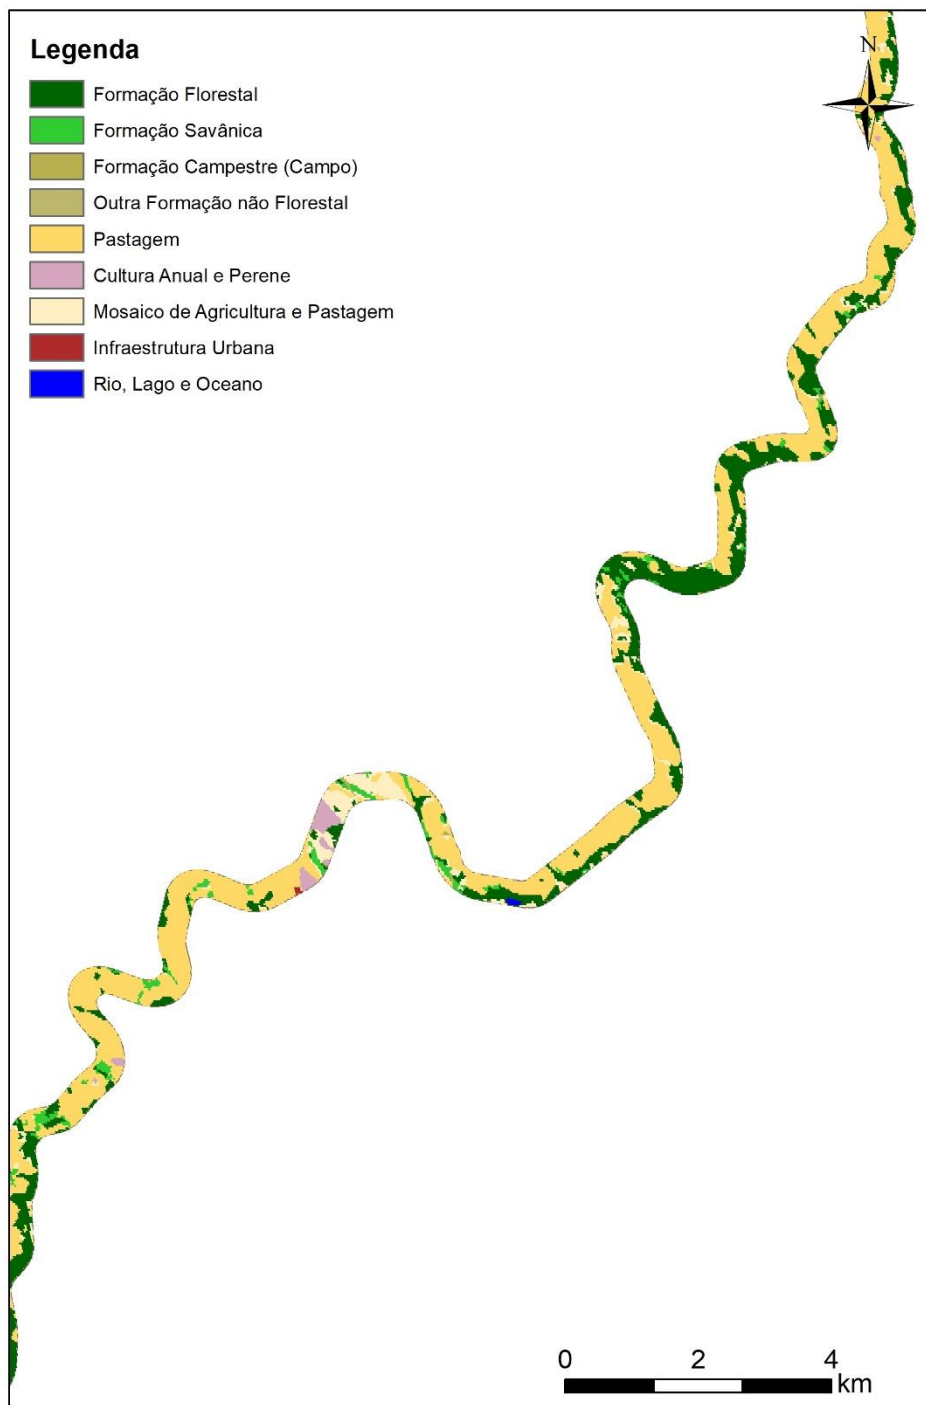 Legenda
Formação Florestal
Formação Savânica
Formação Campestre (Campo)
Outra Formação não Florestal
Pastagem
Cultura Anual e Perene
Mosaico de Agricultura e Pastagem
Infraestrutura Urbana
Rio, Lago e Oceano
N
0 2 4
km